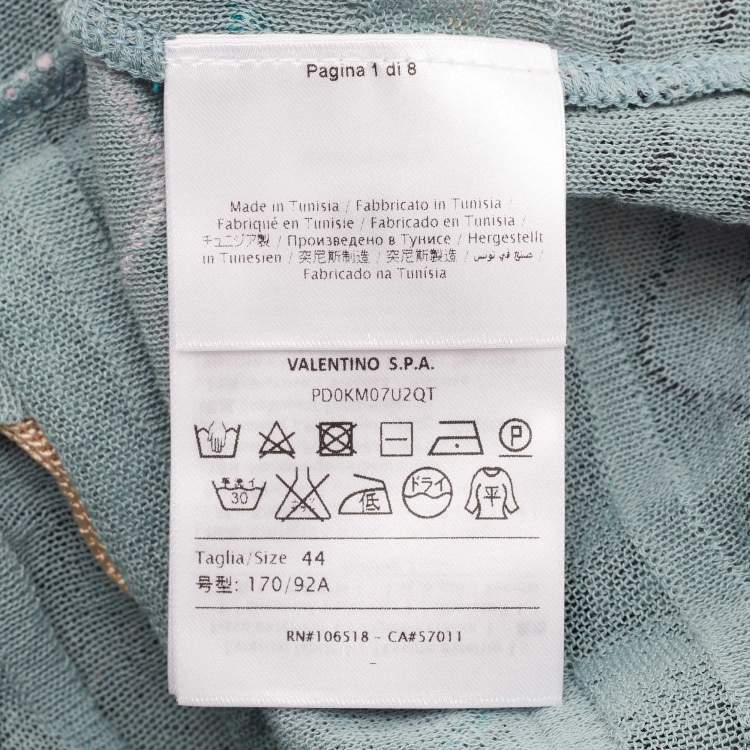 Pagina 1 di 8
Made in Tunisia / Fabbricato in Tunisia /
Fabriqué en Tunisie / Fabricado en Tunisia /
チュニジア製 / Произведено в Тунисе / Hergestellt
in Tunesien / 突尼斯制造 / 突尼斯製造 / صنع في تونس /
Fabricado na Tunísia
VALENTINO S.P.A.
PD0KM07U2QT
P
30 低 ドライ 平
Taglia/Size 44
号型: 170/92A
RN#106518 - CA#57011
-